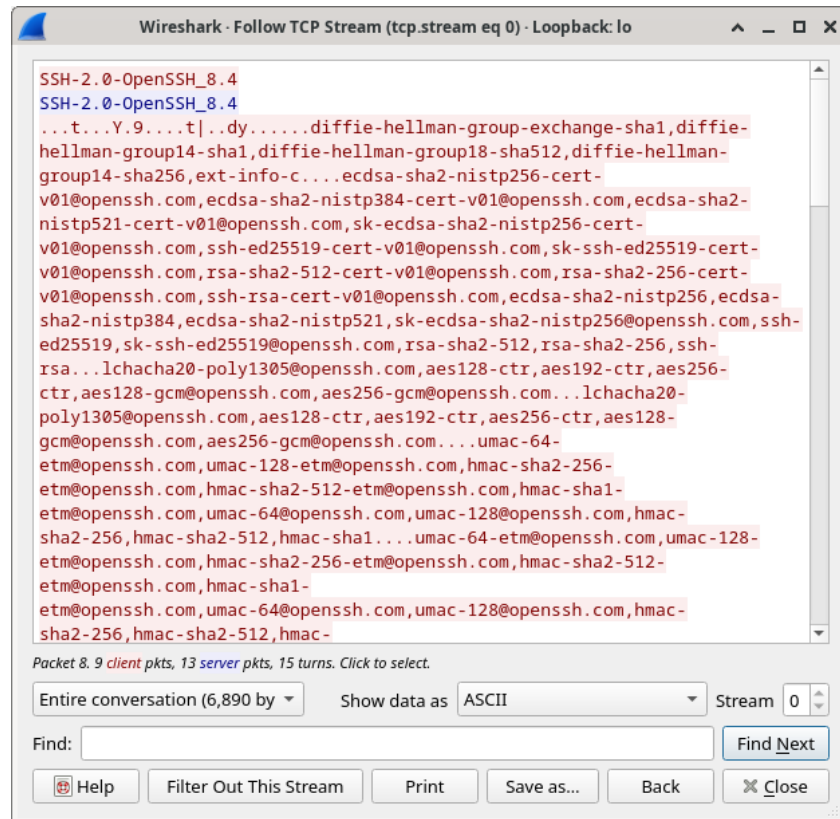 Wireshark · Follow TCP Stream (tcp.stream eq 0) · Loopback: lo
SSH-2.0-OpenSSH_8.4
SSH-2.0-OpenSSH_8.4
...t...Y.9....t|..dy......diffie-hellman-group-exchange-sha1,diffie-
hellman-group14-sha1,diffie-hellman-group18-sha512,diffie-hellman-
group14-sha256,ext-info-c....ecdsa-sha2-nistp256-cert-
v01@openssh.com,ecdsa-sha2-nistp384-cert-v01@openssh.com,ecdsa-sha2-
nistp521-cert-v01@openssh.com,sk-ecdsa-sha2-nistp256-cert-
v01@openssh.com,ssh-ed25519-cert-v01@openssh.com,sk-ssh-ed25519-cert-
v01@openssh.com,rsa-sha2-512-cert-v01@openssh.com,rsa-sha2-256-cert-
v01@openssh.com,ssh-rsa-cert-v01@openssh.com,ecdsa-sha2-nistp256,ecdsa-
sha2-nistp384,ecdsa-sha2-nistp521,sk-ecdsa-sha2-nistp256@openssh.com,ssh-
ed25519,sk-ssh-ed25519@openssh.com,rsa-sha2-512,rsa-sha2-256,ssh-
rsa...lchacha20-poly1305@openssh.com,aes128-ctr,aes192-ctr,aes256-
ctr,aes128-gcm@openssh.com,aes256-gcm@openssh.com...lchacha20-
poly1305@openssh.com,aes128-ctr,aes192-ctr,aes256-ctr,aes128-
gcm@openssh.com,aes256-gcm@openssh.com....umac-64-
etm@openssh.com,umac-128-etm@openssh.com,hmac-sha2-256-
etm@openssh.com,hmac-sha2-512-etm@openssh.com,hmac-sha1-
etm@openssh.com,umac-64@openssh.com,umac-128@openssh.com,hmac-
sha2-256,hmac-sha2-512,hmac-sha1....umac-64-etm@openssh.com,umac-128-
etm@openssh.com,hmac-sha2-256-etm@openssh.com,hmac-sha2-512-
etm@openssh.com,hmac-sha1-
etm@openssh.com,umac-64@openssh.com,umac-128@openssh.com,hmac-
sha2-256,hmac-sha2-512,hmac-
Packet 8. 9 client pkts, 13 server pkts, 15 turns. Click to select.
Entire conversation (6,890 by Show data as ASCII Stream 0
Find: Find Next
Help Filter Out This Stream Print Save as... Back Close